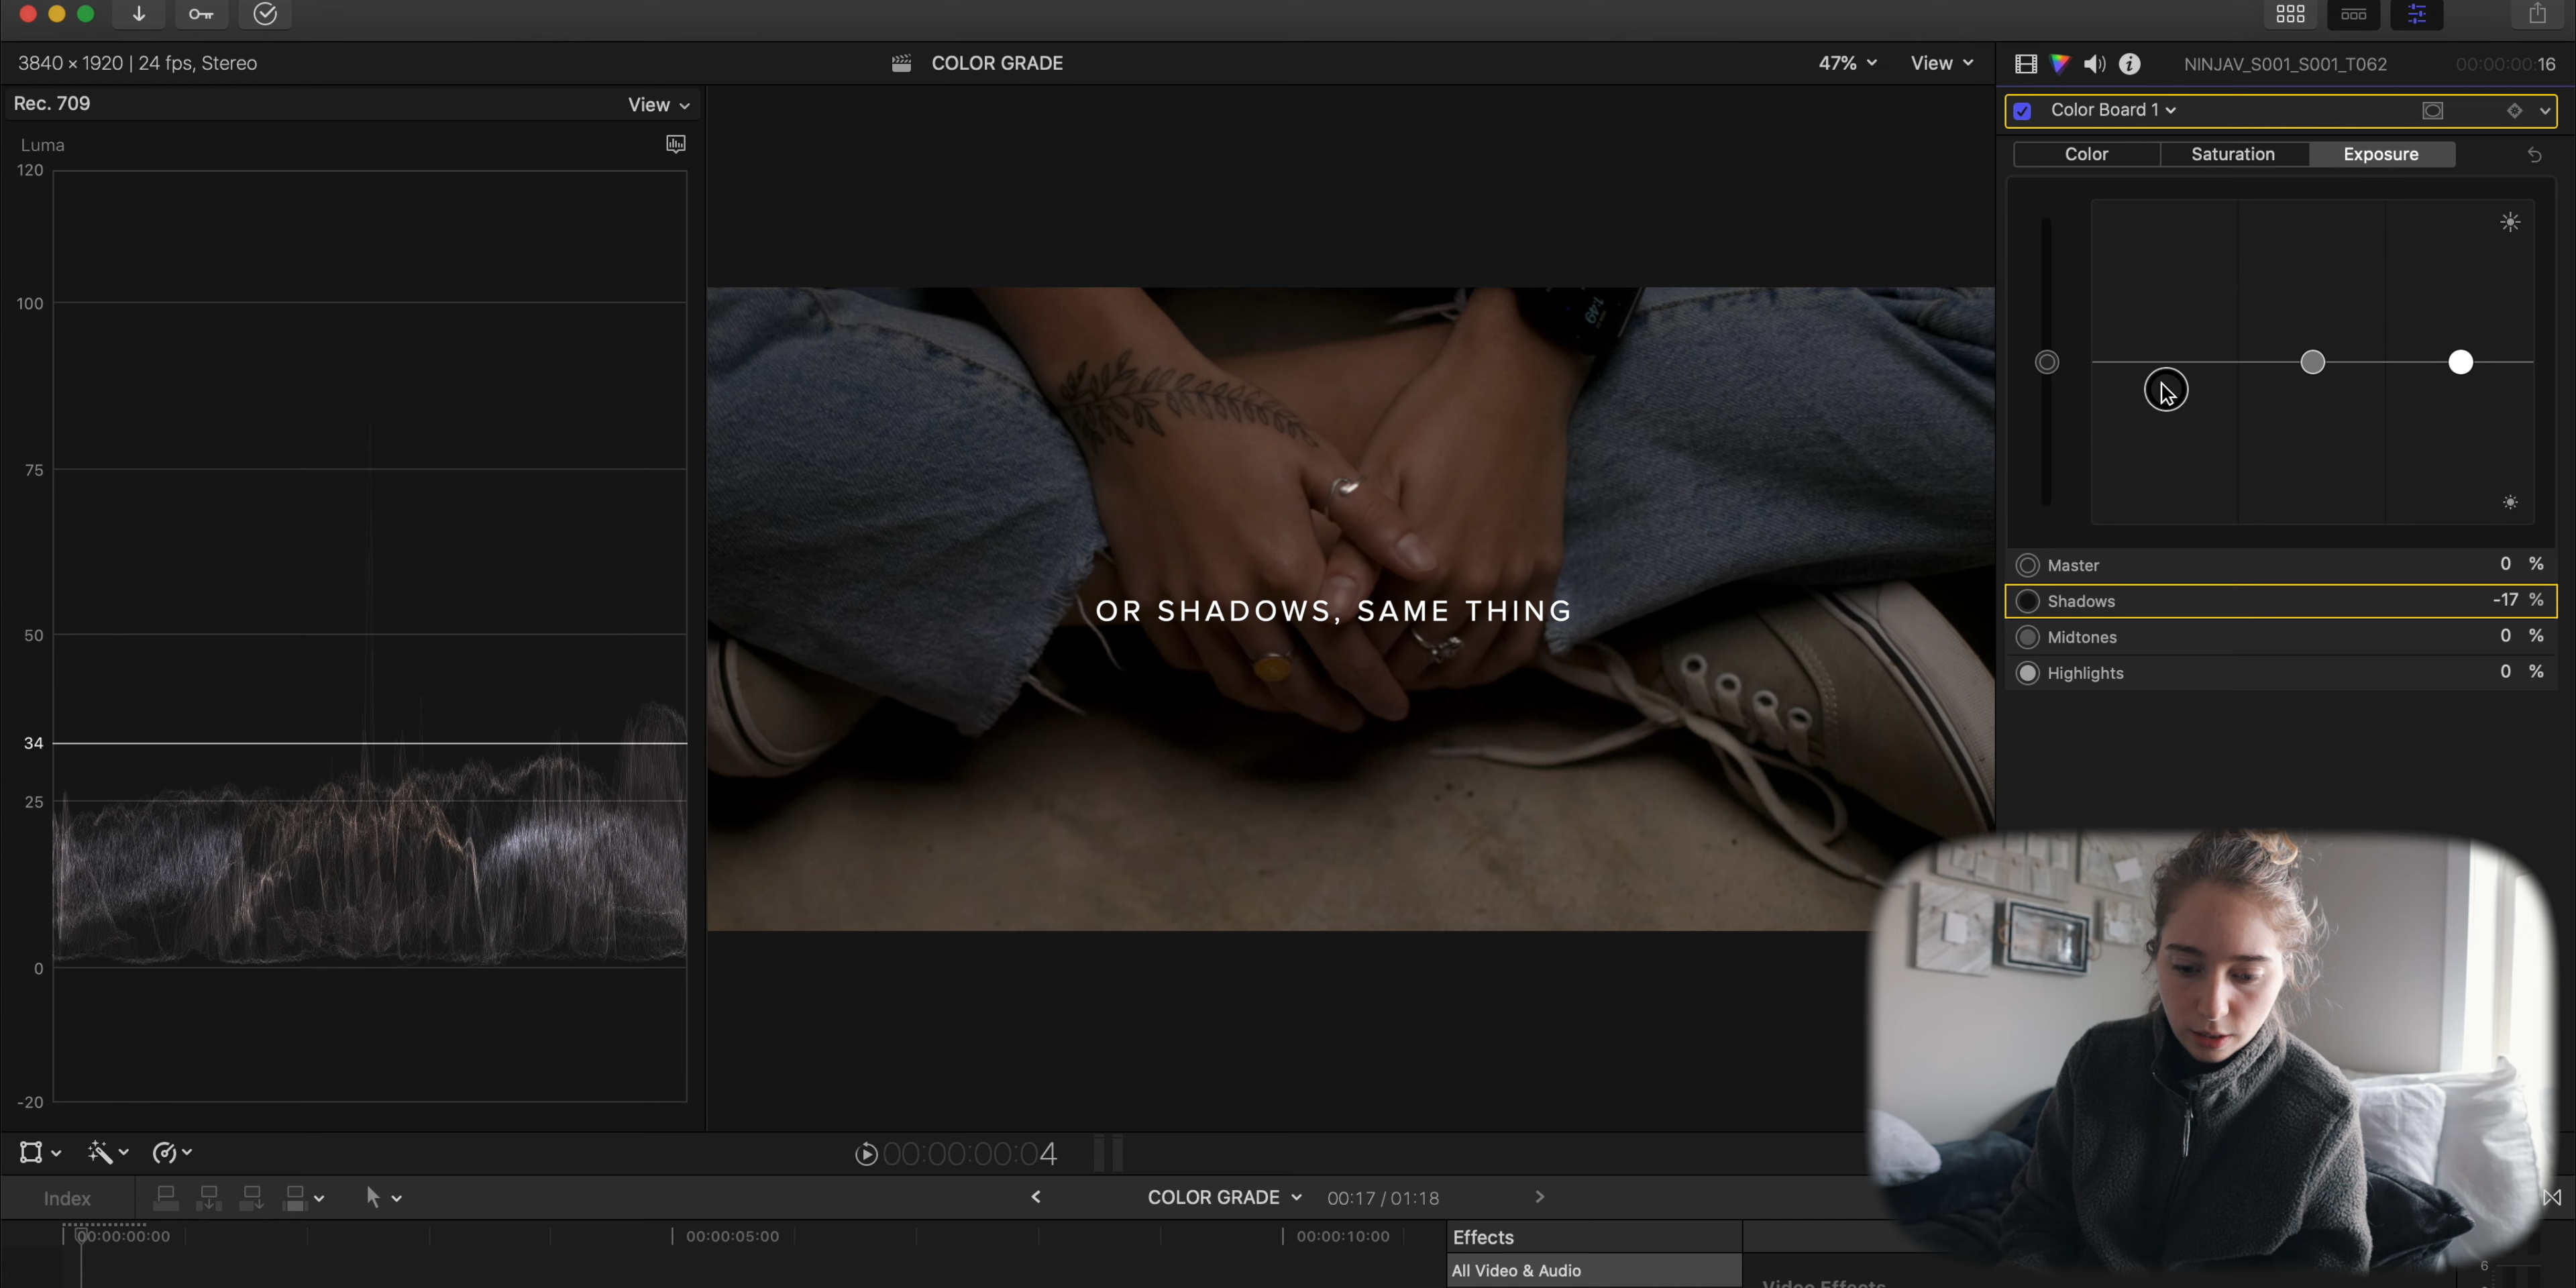 3840 × 1920 | 24 fps, Stereo
COLOR GRADE
47%
View
NINJAV_S001_S001_T062
00:00:00:16
Rec. 709
View
Color Board 1
Luma
Color
Saturation
Exposure
120
100
75
50
34
25
0
-20
OR SHADOWS, SAME THING
Master 0 %
Shadows -17 %
Midtones 0 %
Highlights 0 %
00:00:00:04
Index
COLOR GRADE
00:17 / 01:18
00:00:00:00
00:00:05:00
00:00:10:00
Effects
All Video & Audio
Video Effects
6